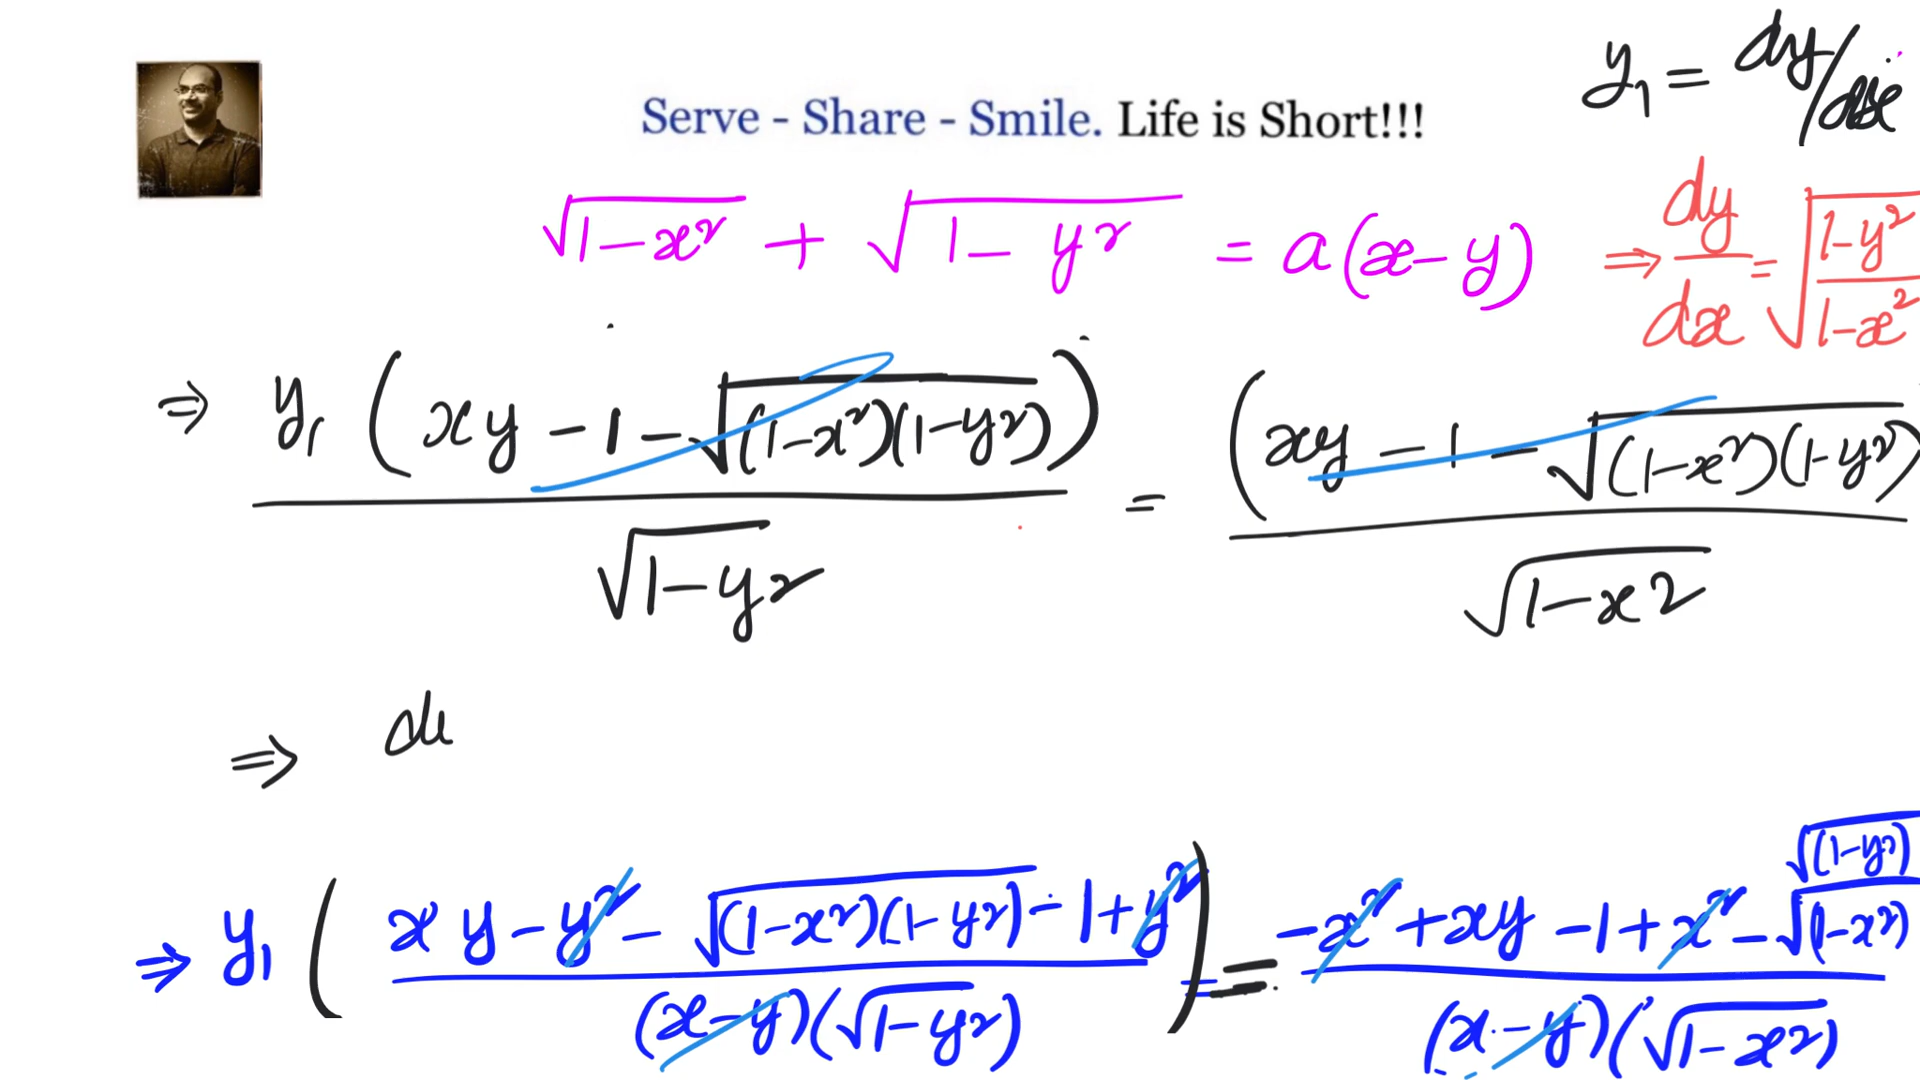 y₁ = dy/dx
Serve - Share - Smile. Life is Short!!!
√(1-x²) + √(1-y²) = a(x-y) ⇒ dy/dx = √((1-y²)/(1-x²))
⇒ y₁(xy-1-√((1-x²)(1-y²)))/√(1-y²) = (xy-1-√((1-x²)(1-y²))/√(1-x²)
⇒ d
⇒ y₁((xy-y²-√((1-x²)(1-y²))-1+y²)/((x-y)(√(1-y²)))) = (-x²+xy-1+x²-√(1-y²)√(1-x²))/((x-y)(√(1-x²)))